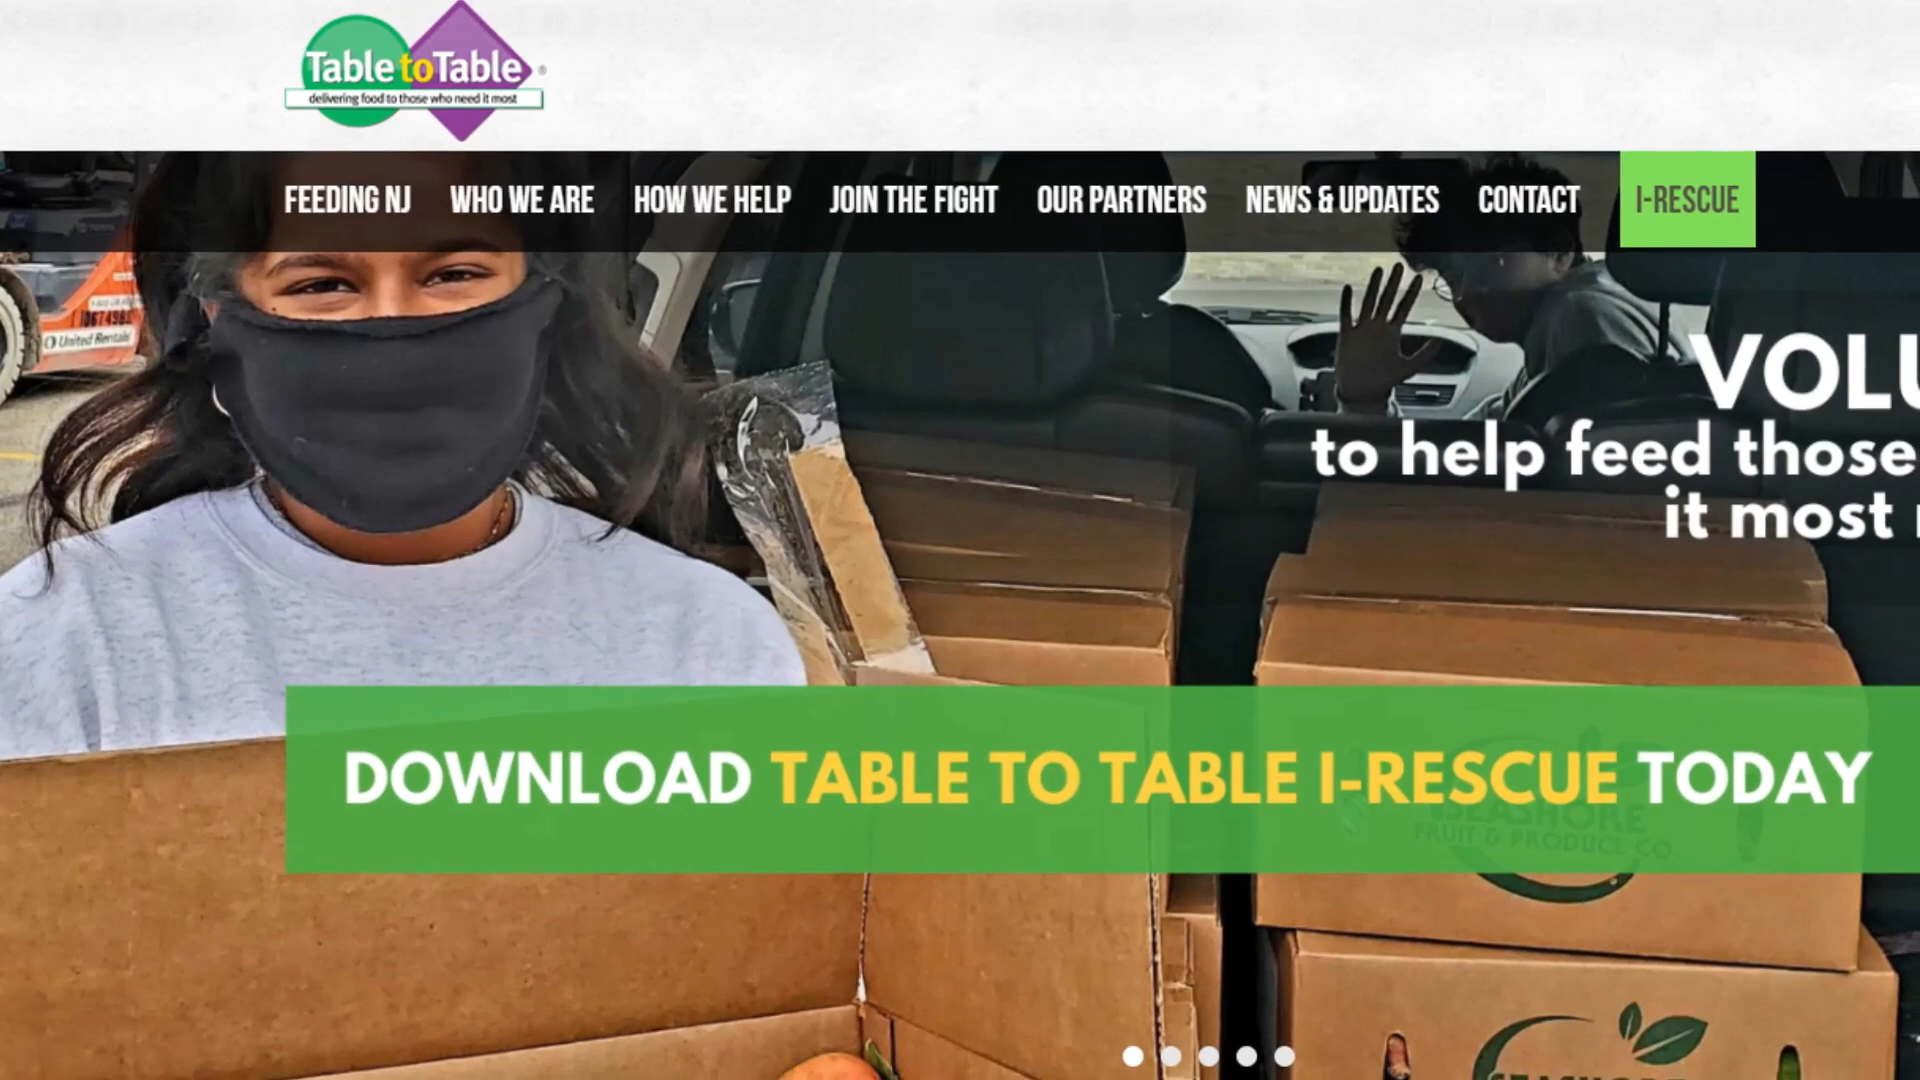 Table to Table ®
delivering food to those who need it most
FEEDING NJ WHO WE ARE HOW WE HELP JOIN THE FIGHT OUR PARTNERS NEWS & UPDATES CONTACT I-RESCUE
10674982
United Rentals
VOLU
to help feed those
it most
DOWNLOAD TABLE TO TABLE I-RESCUE TODAY
SEASHORE
FRUIT & PRODUCE CO.
SEASHORE